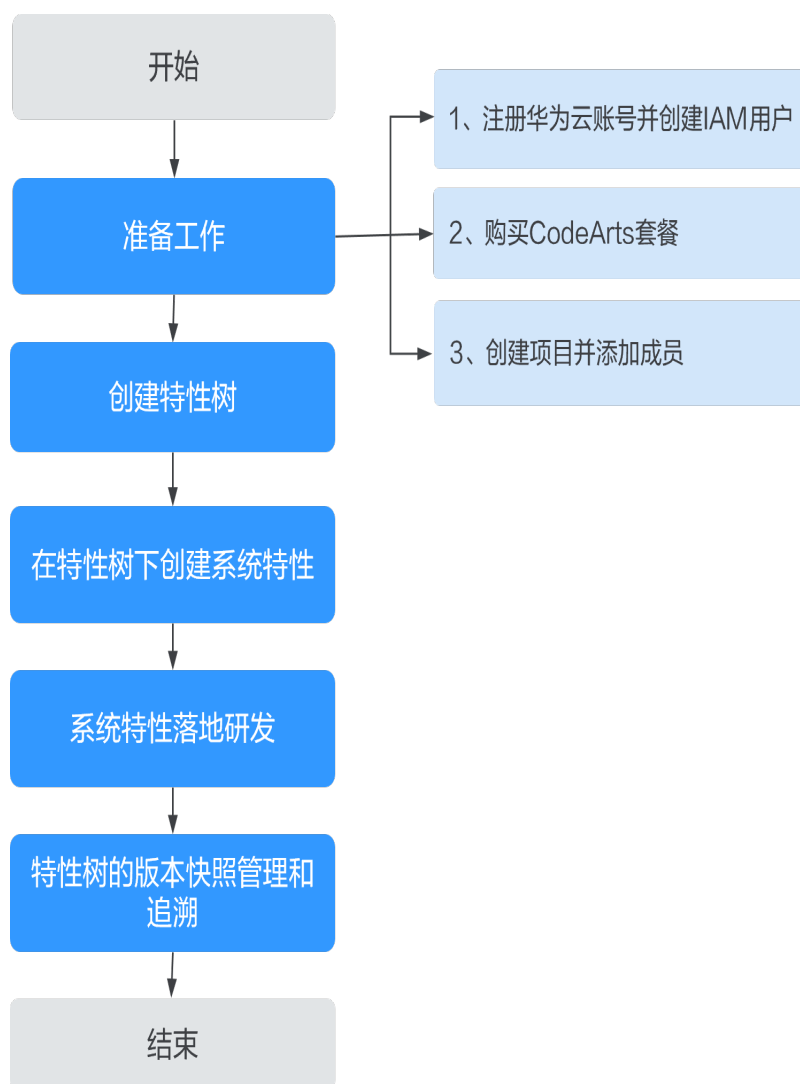 开始
准备工作
1、注册华为云账号并创建IAM用户
2、购买CodeArts套餐
3、创建项目并添加成员
创建特性树
在特性树下创建系统特性
系统特性落地研发
特性树的版本快照管理和
追溯
结束